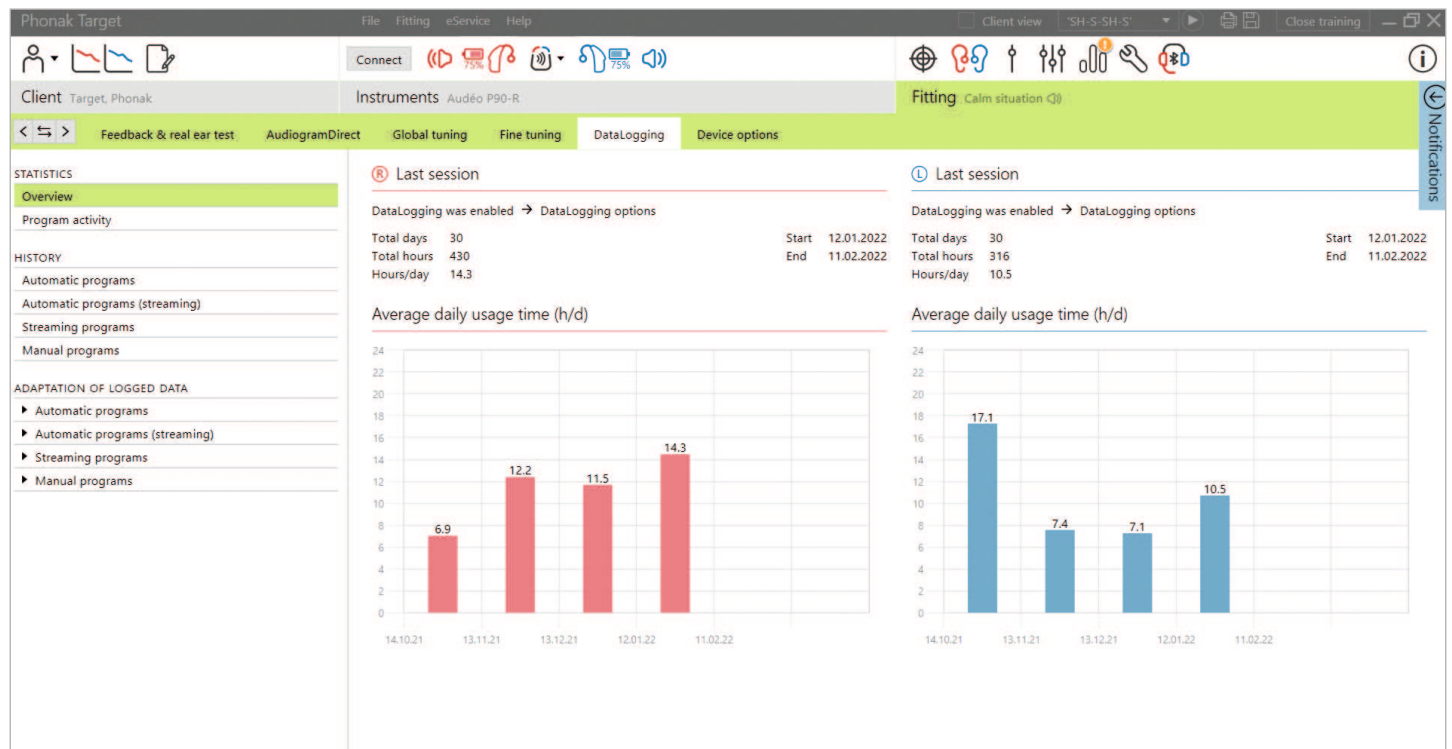 Phonak Target File Fitting eService Help Client view 'SH-S-SH-S' Close training
Connect 75% 75%
Client Target, Phonak Instruments Audéo P90-R Fitting Calm situation
Notifications
Feedback & real ear test AudiogramDirect Global tuning Fine tuning DataLogging Device options
STATISTICS
Overview
Program activity
HISTORY
Automatic programs
Automatic programs (streaming)
Streaming programs
Manual programs
ADAPTATION OF LOGGED DATA
Automatic programs
Automatic programs (streaming)
Streaming programs
Manual programs
R Last session
DataLogging was enabled → DataLogging options
Total days 30 Start 12.01.2022
Total hours 430 End 11.02.2022
Hours/day 14.3
Average daily usage time (h/d)
24
22
20
18
16
14
12
10
8
6
4
2
0
6.9 12.2 11.5 14.3
14.10.21 13.11.21 13.12.21 12.01.22 11.02.22
L Last session
DataLogging was enabled → DataLogging options
Total days 30 Start 12.01.2022
Total hours 316 End 11.02.2022
Hours/day 10.5
Average daily usage time (h/d)
24
22
20
18
16
14
12
10
8
6
4
2
0
17.1 7.4 7.1 10.5
14.10.21 13.11.21 13.12.21 12.01.22 11.02.22